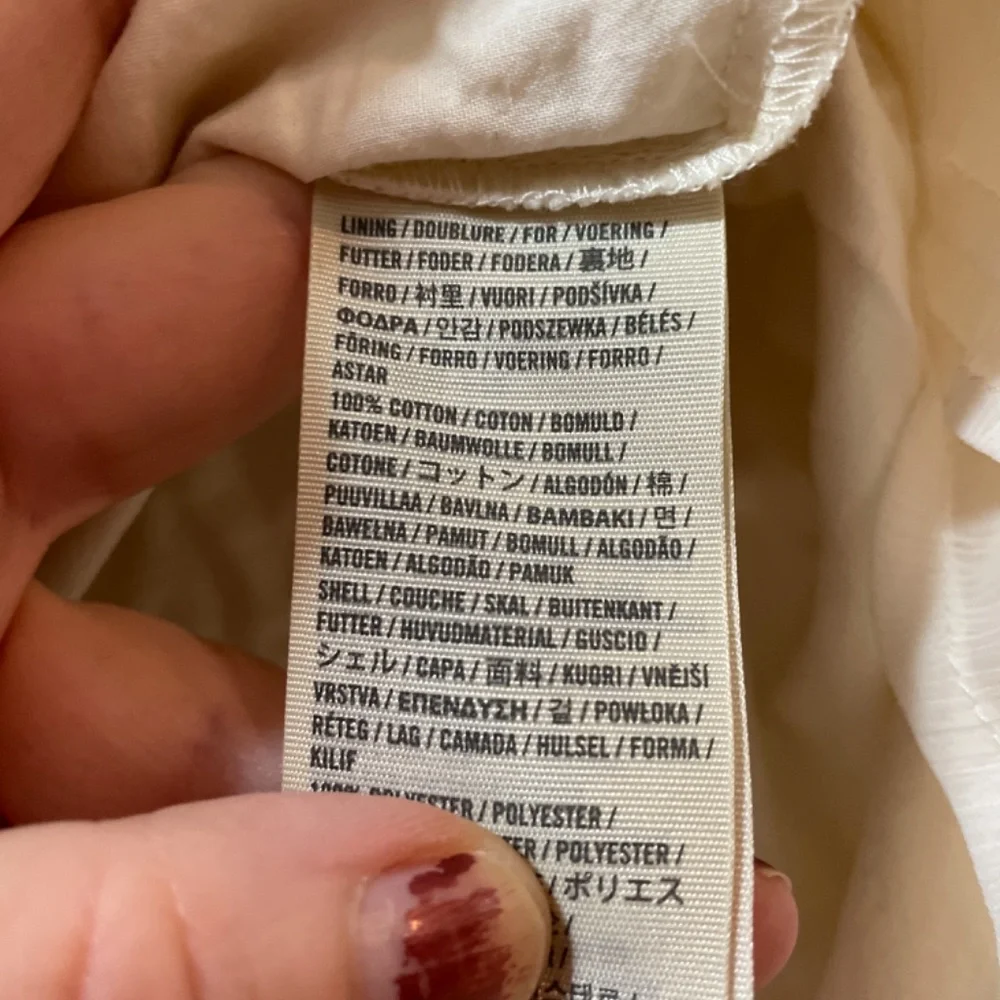 LINING / DOUBLURE / FOR / VOERING /
FUTTER / FODER / FODERA / 裏地 /
FORRO / 衬里 / VUORI / PODŠÍVKA /
ΦΟΔΡΑ / 안감 / PODSZEWKA / BÉLÉS /
FÔRING / FORRO / VOERING / FORRO /
ASTAR
100% COTTON / COTON / BOMULD /
KATOEN / BAUMWOLLE / BOMULL /
COTONE / コットン / ALGODÓN / 棉 /
PUUVILLAA / BAVLNA / BAMBAKI / 면 /
BAWEŁNA / PAMUT / BOMULL / ALGODÃO /
KATOEN / ALGODÃO / PAMUK
SHELL / COUCHE / SKAL / BUITENKANT /
FUTTER / HUVUDMATERIAL / GUSCIO /
シェル / CAPA / 面料 / KUORI / VNĚJŠÍ
VRSTVA / ΕΠΕΝΔΥΣΗ / 겉 / POWŁOKA /
RÉTEG / LAG / CAMADA / HULSEL / FORMA /
KILIF
100% POLYESTER / POLYESTER /
/ POLYESTER /
/ ポリエス